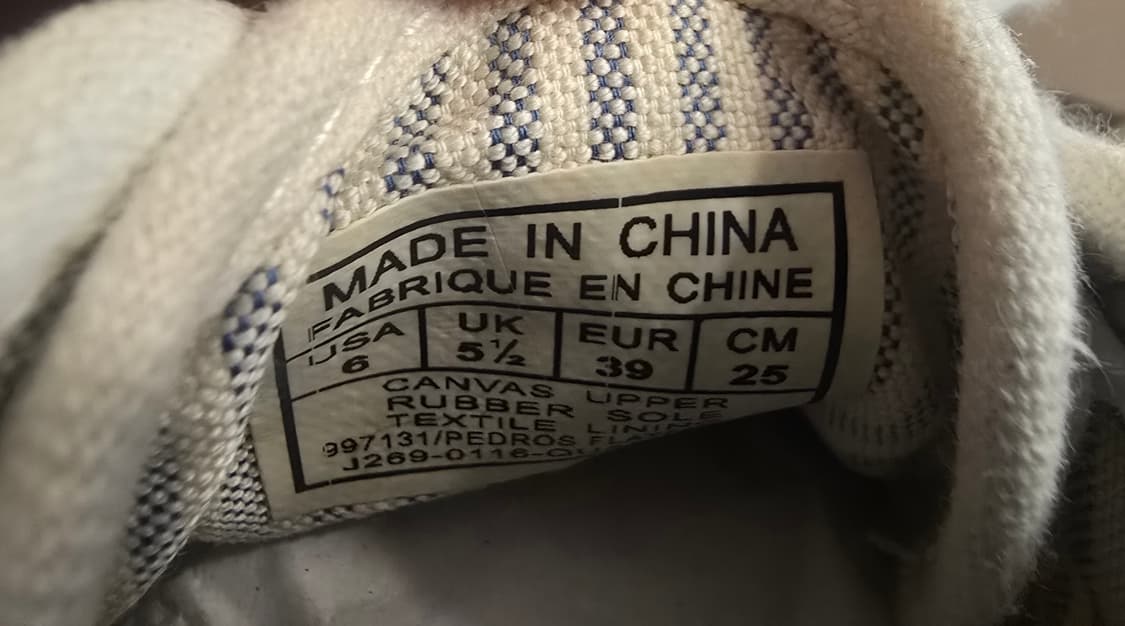 MADE IN CHINA
FABRIQUE EN CHINE
USA UK EUR CM
6 5½ 39 25
CANVAS UPPER
RUBBER SOLE
TEXTILE
997131/PEDROS
J269-0116-